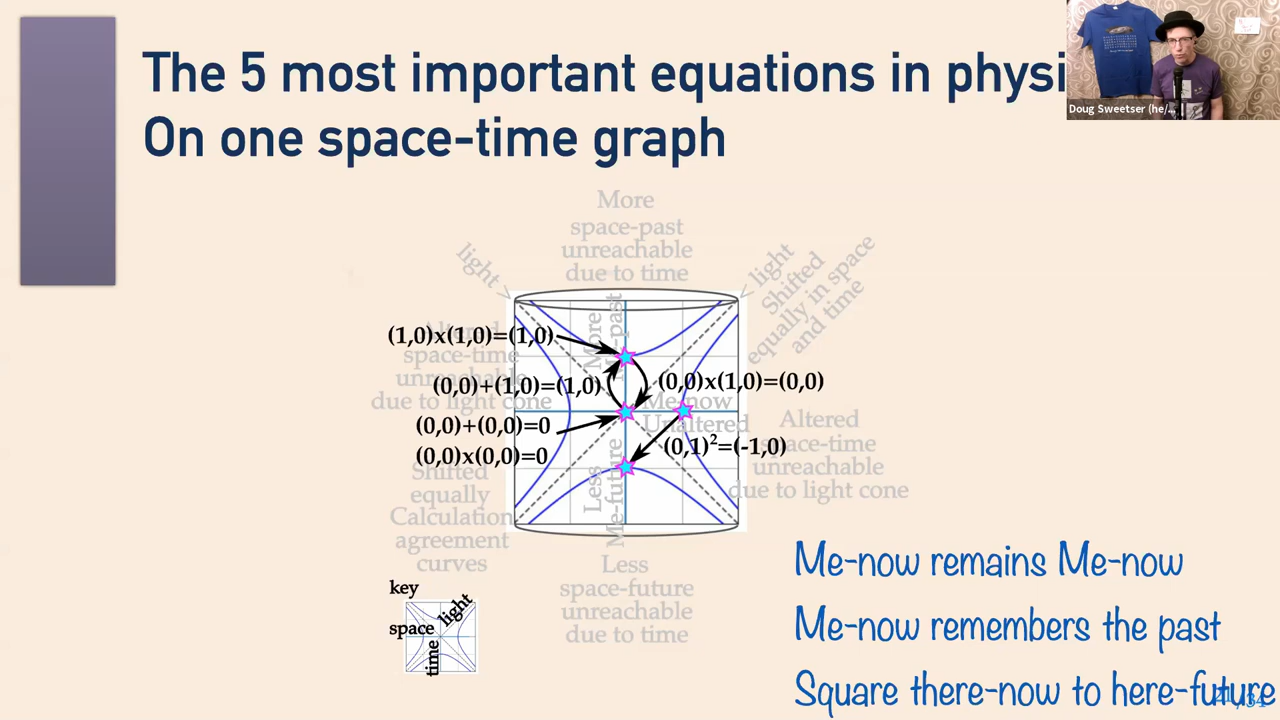 The 5 most important equations in physi
On one space-time graph
Doug Sweetser (he/...
More
space-past
unreachable
due to time
light
light
Shifted
equally in space
and time
More
Me-past
(1,0)x(1,0)=(1,0)
Altered
space-time
unreachable
due to light cone
(0,0)+(1,0)=(1,0)
(0,0)x(1,0)=(0,0)
Me-now
Unaltered
(0,0)+(0,0)=0
(0,0)x(0,0)=0
(0,1)²=(-1,0)
Altered
space-time
unreachable
due to light cone
Less
Me-future
Shifted
equally
Calculation
agreement
curves
Less
space-future
unreachable
due to time
key
space
light
time
Me-now remains Me-now
Me-now remembers the past
Square there-now to here-future
/34